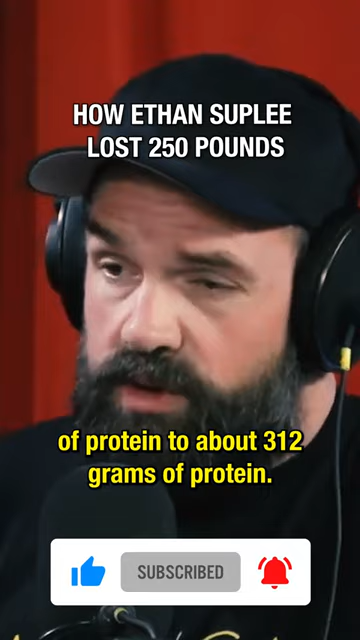 HOW ETHAN SUPLEE
LOST 250 POUNDS
of protein to about 312
grams of protein.
SUBSCRIBED